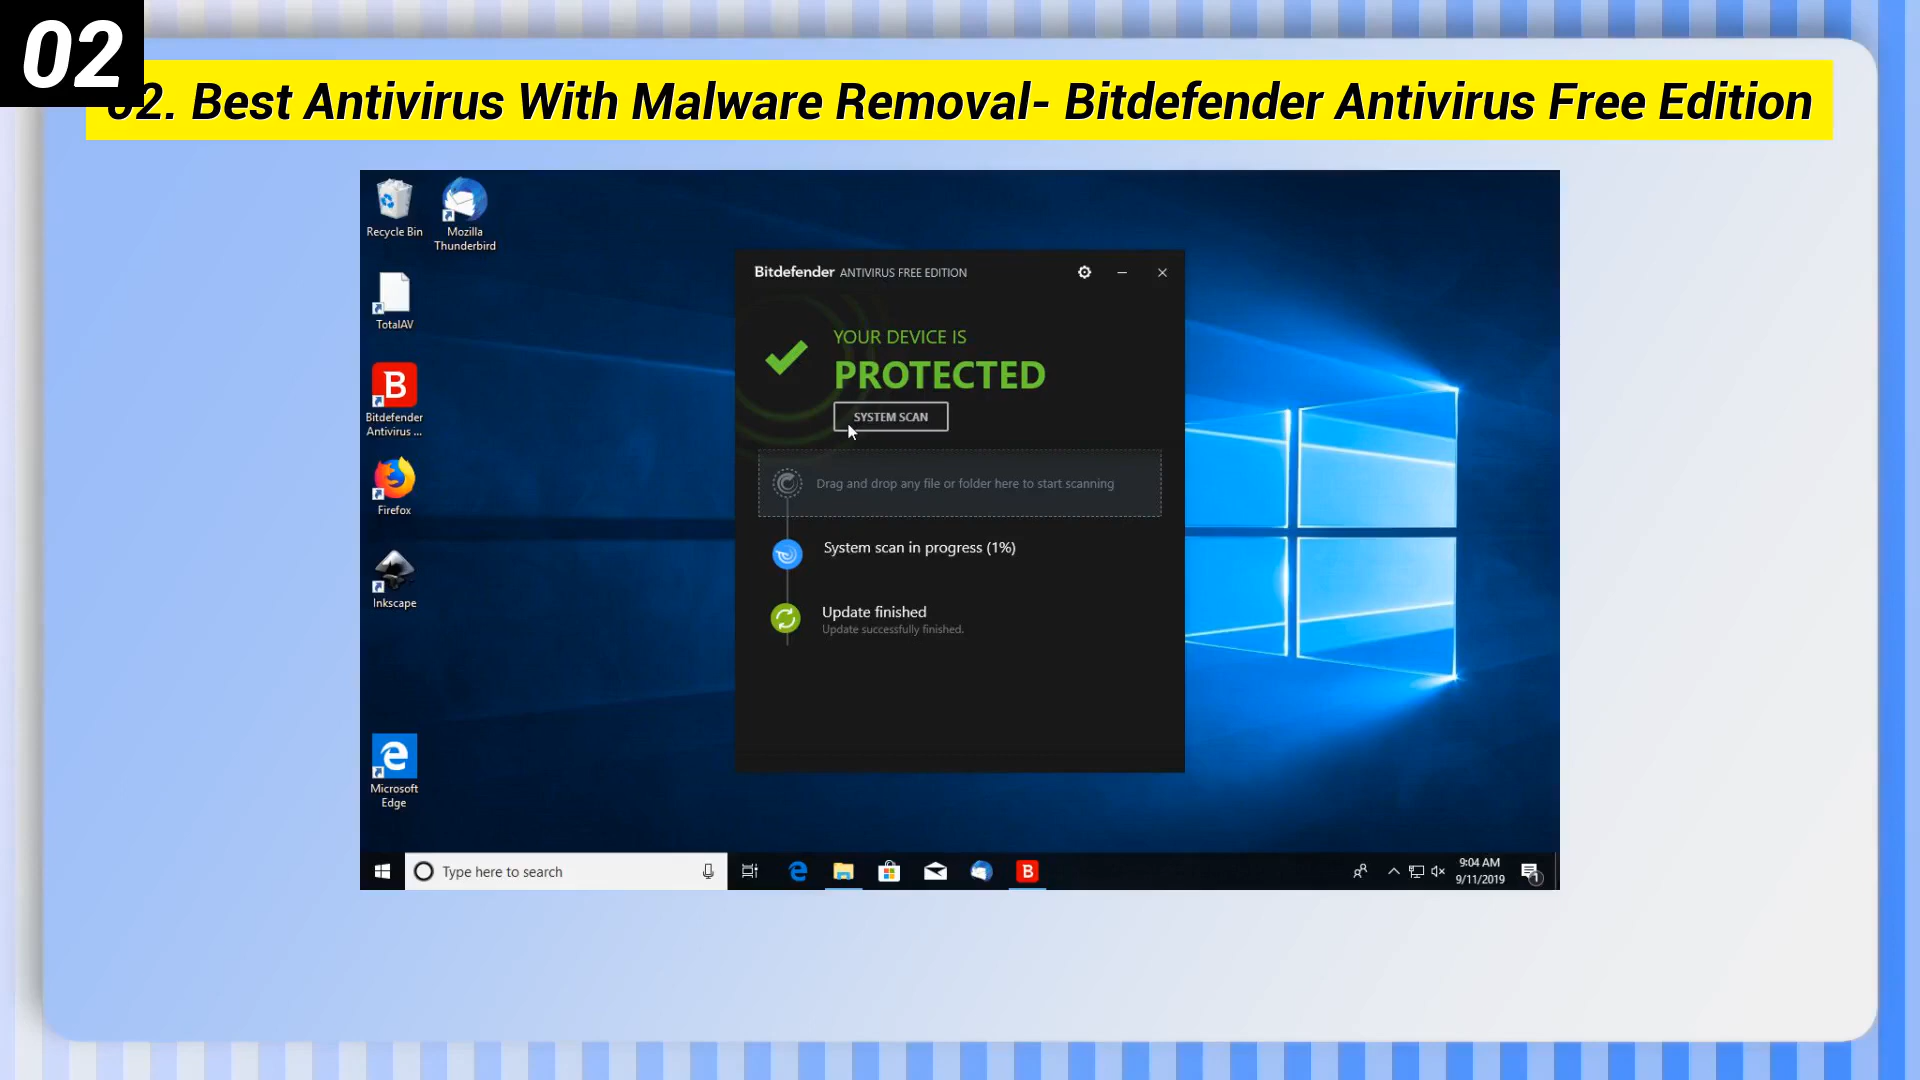 02
02. Best Antivirus With Malware Removal- Bitdefender Antivirus Free Edition
Recycle Bin
Mozilla
Thunderbird
TotalAV
Bitdefender
Antivirus ...
Firefox
Inkscape
Microsoft
Edge
Bitdefender ANTIVIRUS FREE EDITION
YOUR DEVICE IS
PROTECTED
SYSTEM SCAN
Drag and drop any file or folder here to start scanning
System scan in progress (1%)
Update finished
Update successfully finished.
Type here to search
9:04 AM
9/11/2019
1